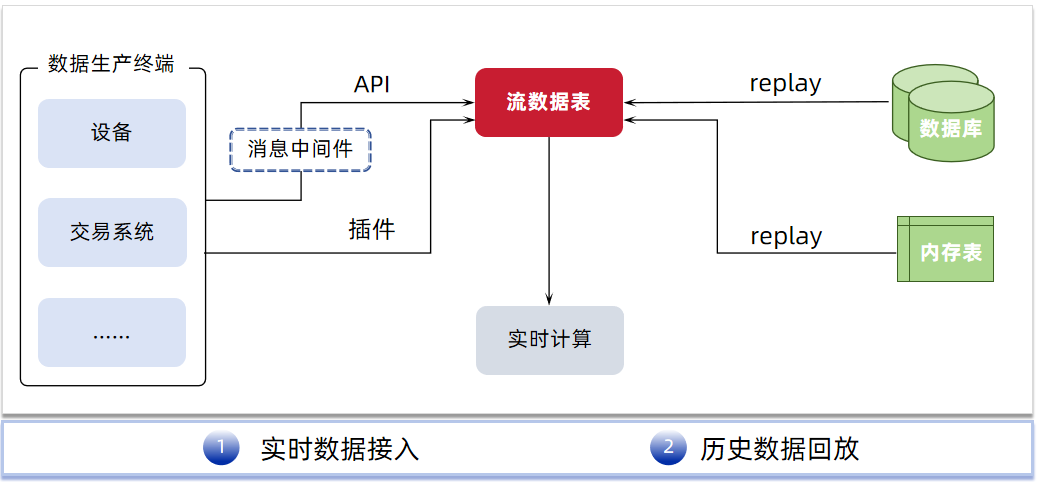 数据生产终端
设备
交易系统
......
消息中间件
API
插件
流数据表
实时计算
replay
数据库
replay
内存表
1 实时数据接入
2 历史数据回放